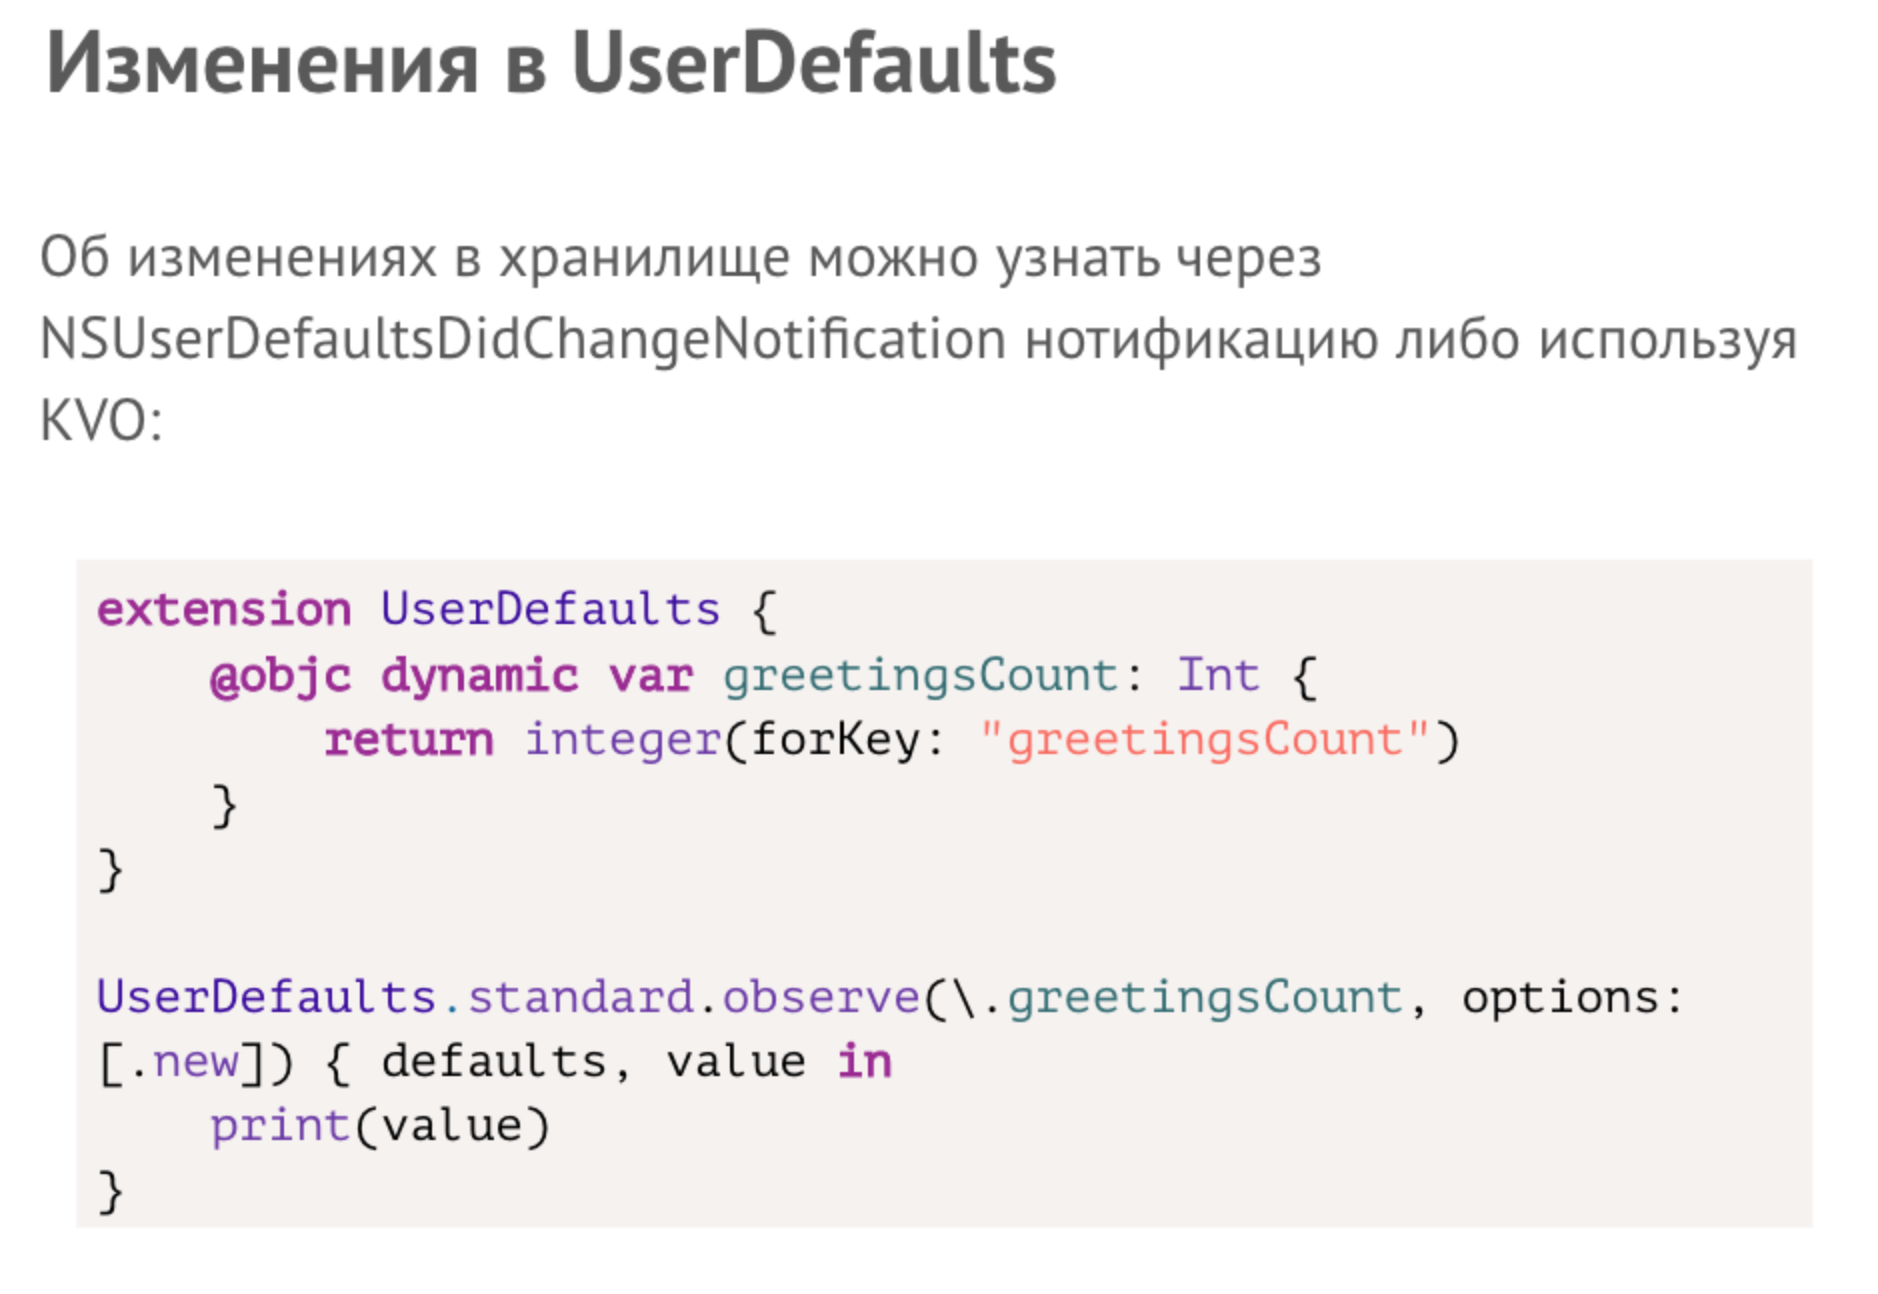 Изменения в UserDefaults
Об изменениях в хранилище можно узнать через
NSUserDefaultsDidChangeNotification нотификацию либо используя
KVO:
extension UserDefaults {
    @objc dynamic var greetingsCount: Int {
        return integer(forKey: "greetingsCount")
    }
}
UserDefaults.standard.observe(\.greetingsCount, options:
[.new]) { defaults, value in
    print(value)
}